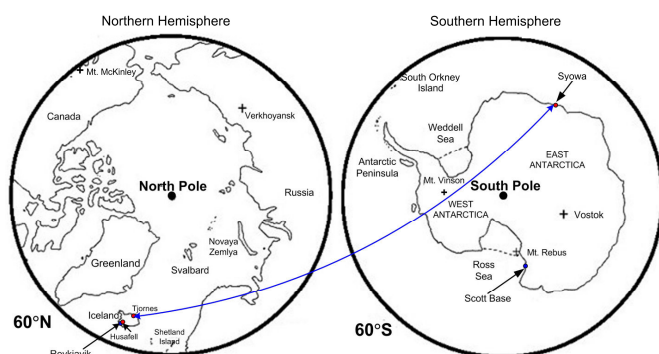 Northern Hemisphere
Southern Hemisphere
Mt. McKinley
Canada
Verkhoyansk
North Pole
Russia
Novaya
Zemlya
Greenland
Svalbard
Iceland
Tjornes
60°N
Husafell
Shetland
Island
Reykjavik
South Orkney
Island
Syowa
Weddell
Sea
Antarctic
Peninsula
EAST
ANTARCTICA
Mt. Vinson
South Pole
WEST
ANTARCTICA
Vostok
Mt. Rebus
Ross
Sea
Scott Base
60°S